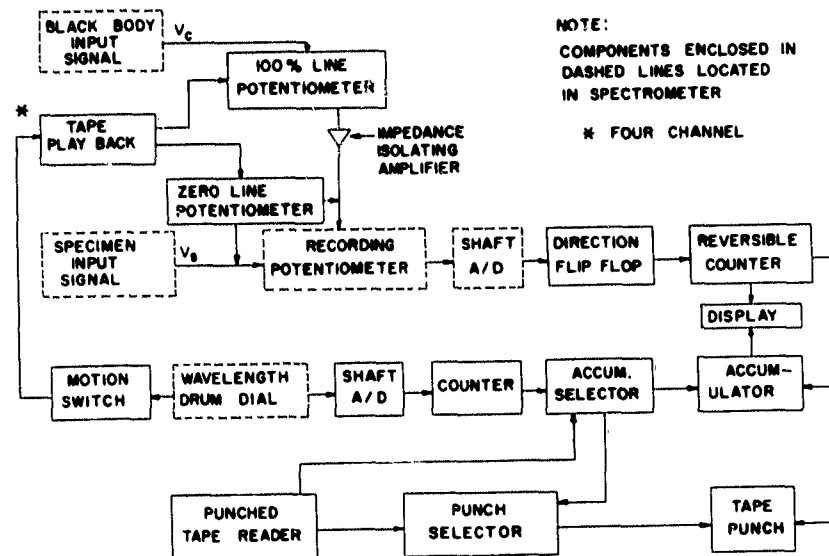 BLACK BODY
INPUT
SIGNAL
Vc
100 % LINE
POTENTIOMETER
NOTE:
COMPONENTS ENCLOSED IN
DASHED LINES LOCATED
IN SPECTROMETER
* FOUR CHANNEL
*
TAPE
PLAY BACK
IMPEDANCE
ISOLATING
AMPLIFIER
ZERO LINE
POTENTIOMETER
SPECIMEN
INPUT
SIGNAL
Vs
RECORDING
POTENTIOMETER
SHAFT
A/D
DIRECTION
FLIP FLOP
REVERSIBLE
COUNTER
DISPLAY
MOTION
SWITCH
WAVELENGTH
DRUM DIAL
SHAFT
A/D
COUNTER
ACCUM.
SELECTOR
ACCUM-
ULATOR
PUNCHED
TAPE READER
PUNCH
SELECTOR
TAPE
PUNCH